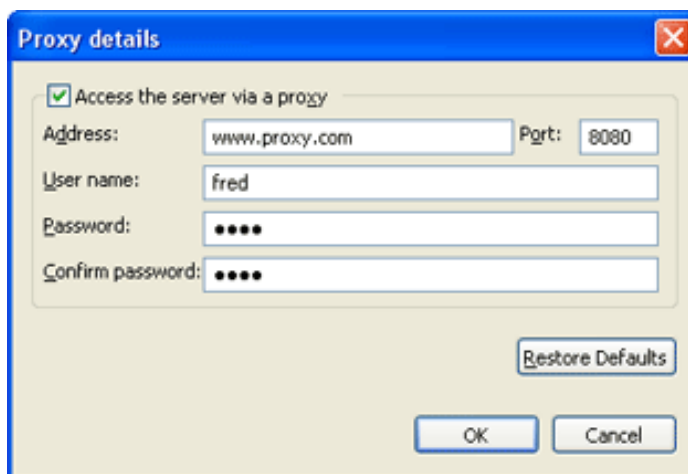 Proxy details
Access the server via a proxy
Address: www.proxy.com Port: 8080
User name: fred
Password: ••••
Confirm password: ••••
Restore Defaults
OK Cancel